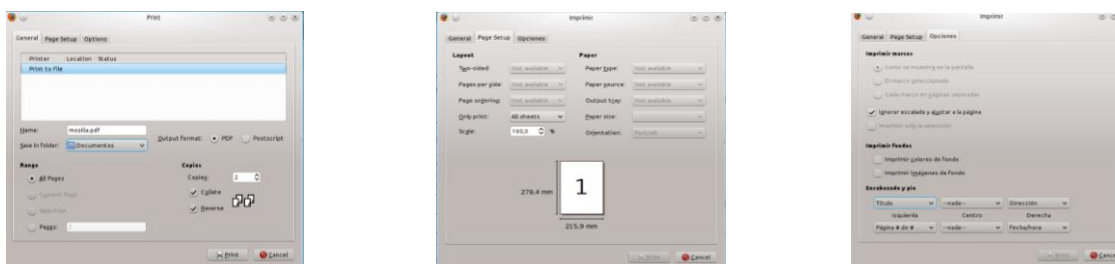 Print
General Page Setup Options
Printer Location Status
Print to File
Name: mozilla.pdf
Output format: PDF Postscript
Save in folder: Documentos
Range
All Pages
Current Page
Selection
Pages:
Copies
Copies: 2
Collate
Reverse
Print Cancel
Imprimir
General Page Setup Opciones
Layout
Two-sided: Not available
Pages per side: Not available
Page ordering: Not available
Only print: All sheets
Scale: 100,0 %
Paper
Paper type: Not available
Paper source: Not available
Output tray: Not available
Paper size:
Orientation: Portrait
1
279.4 mm
215.9 mm
Print Cancel
Imprimir
General Page Setup Opciones
Imprimir marcos
como se muestra en la pantalla
El marco seleccionado
Cada marco en páginas separadas
Ignorar escalado y ajustar a la página
Imprimir sólo la selección
Imprimir fondos
Imprimir colores de fondo
Imprimir imágenes de fondo
Encabezado y pie
Título --nada-- Dirección
Izquierda Centro Derecha
Página # de # --nada-- Fecha/hora
Print Cance